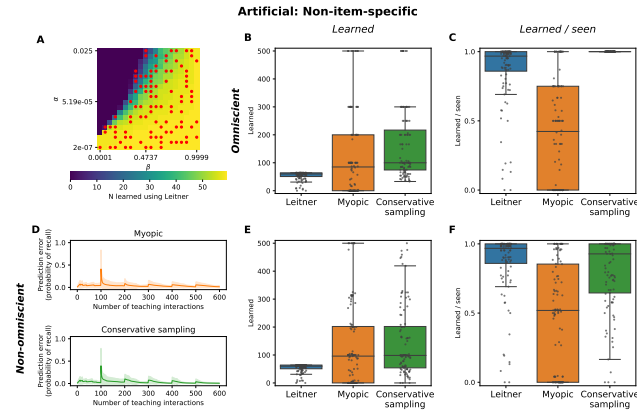 Artificial: Non-item-specific
Learned
Learned / seen
A
B
C
0.025
5.19e-05
2e-07
α
0.0001
0.4737
0.9999
β
0
10
20
30
40
50
N learned using Leitner
Omniscient
Learned
500
400
300
200
100
0
Leitner
Myopic
Conservative
sampling
Learned / seen
1.0
0.5
0.0
Leitner
Myopic
Conservative
sampling
Non-omniscient
D
Myopic
Prediction error
(probability of recall)
1.0
0.5
0.0
0 100 200 300 400 500 600
Number of teaching interactions
Conservative sampling
Prediction error
(probability of recall)
1.0
0.5
0.0
0 100 200 300 400 500 600
Number of teaching interactions
E
Learned
500
400
300
200
100
0
Leitner
Myopic
Conservative
sampling
F
Learned / seen
1.0
0.5
0.0
Leitner
Myopic
Conservative
sampling